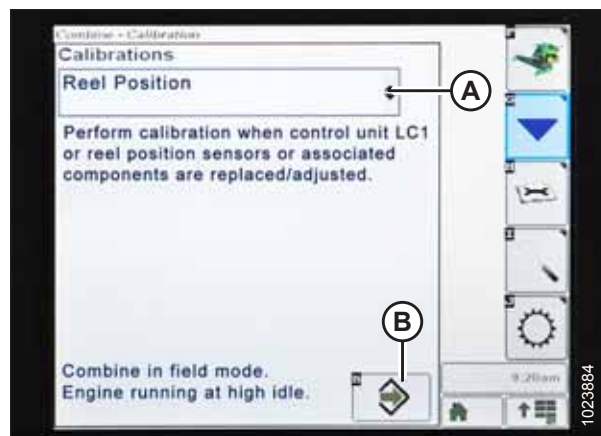 Combine - Calibration
Calibrations
Reel Position
A
Perform calibration when control unit LC1
or reel position sensors or associated
components are replaced/adjusted.
B
Combine in field mode.
Engine running at high idle.
9:20am
1023884